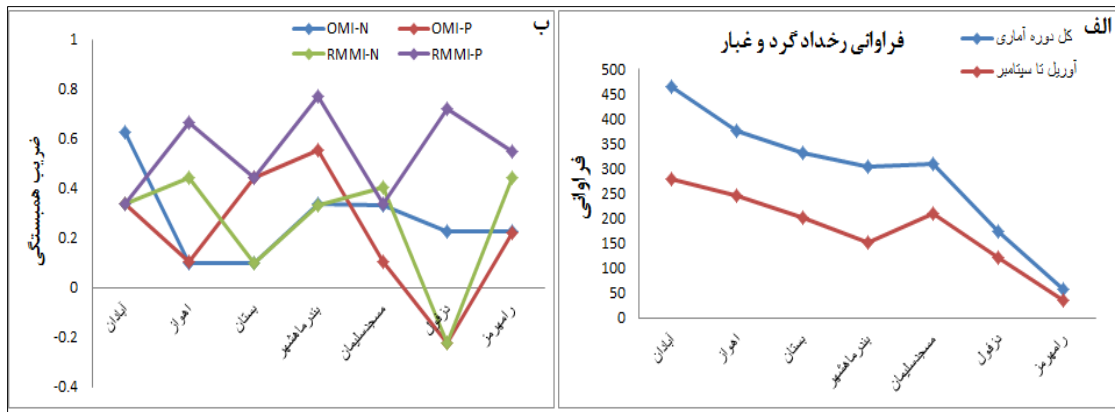 الف
فراوانی رخداد گرد و غبار
کل دوره آماری
آوریل تا سپتامبر
فراوانی
500
450
400
350
300
250
200
150
100
50
0
آبادان
اهواز
بستان
بندرماهشهر
مسجدسلیمان
دزفول
رامهرمز
ب
OMI-N
OMI-P
RMMI-N
RMMI-P
ضریب همبستگی
1
0.8
0.6
0.4
0.2
0
-0.2
-0.4
آبادان
اهواز
بستان
بندرماهشهر
مسجدسلیمان
دزفول
رامهرمز